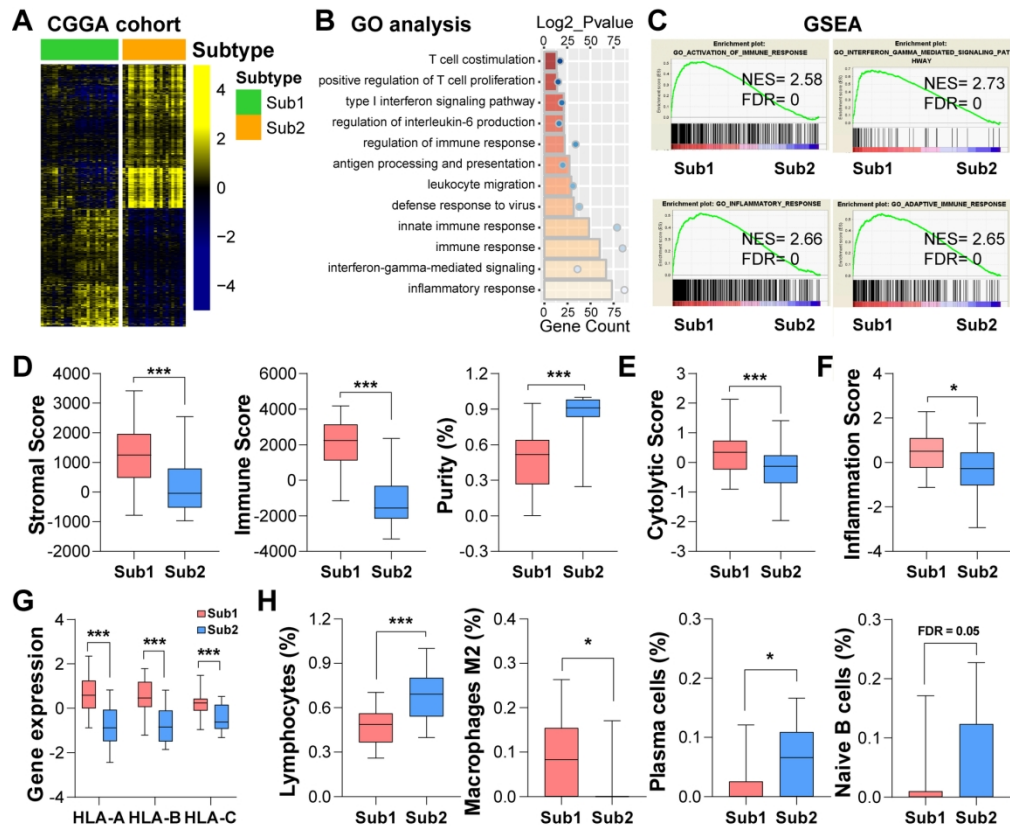 A
CGGA cohort
Subtype
Subtype
Sub1
Sub2
4
2
0
−2
−4
B GO analysis
Log2_Pvalue
0 25 50 75
T cell costimulation
positive regulation of T cell proliferation
type I interferon signaling pathway
regulation of interleukin-6 production
regulation of immune response
antigen processing and presentation
leukocyte migration
defense response to virus
innate immune response
immune response
interferon-gamma-mediated signaling
inflammatory response
0 25 50 75
Gene Count
C GSEA
Enrichment plot:
GO_ACTIVATION_OF_IMMUNE_RESPONSE
NES= 2.58
FDR= 0
Sub1 Sub2
Enrichment plot:
GO_INTERFERON_GAMMA_MEDIATED_SIGNALING_PAT
HWAY
NES= 2.73
FDR= 0
Sub1 Sub2
Enrichment plot: GO_INFLAMMATORY_RESPONSE
NES= 2.66
FDR= 0
Sub1 Sub2
Enrichment plot: GO_ADAPTIVE_IMMUNE_RESPONSE
NES= 2.65
FDR= 0
Sub1 Sub2
D
Stromal Score
4000
3000
2000
1000
0
-1000
-2000
***
Sub1 Sub2
Immune Score
6000
4000
2000
0
-2000
-4000
***
Sub1 Sub2
Purity (%)
1.2
0.9
0.6
0.3
0.0
-0.3
***
Sub1 Sub2
E
Cytolytic Score
3
2
1
0
-1
-2
-3
***
Sub1 Sub2
F
Inflammation Score
4
2
0
-2
-4
*
Sub1 Sub2
G
Gene expression
4
2
0
-2
-4
Sub1
Sub2
*** *** ***
HLA-A HLA-B HLA-C
H
Lymphocytes (%)
1.2
0.9
0.6
0.3
0.0
***
Sub1 Sub2
Macrophages M2 (%)
0.4
0.3
0.2
0.1
0.0
*
Sub1 Sub2
Plasma cells (%)
0.3
0.2
0.1
0.0
*
Sub1 Sub2
Naive B cells (%)
0.3
0.2
0.1
0.0
FDR = 0.05
Sub1 Sub2